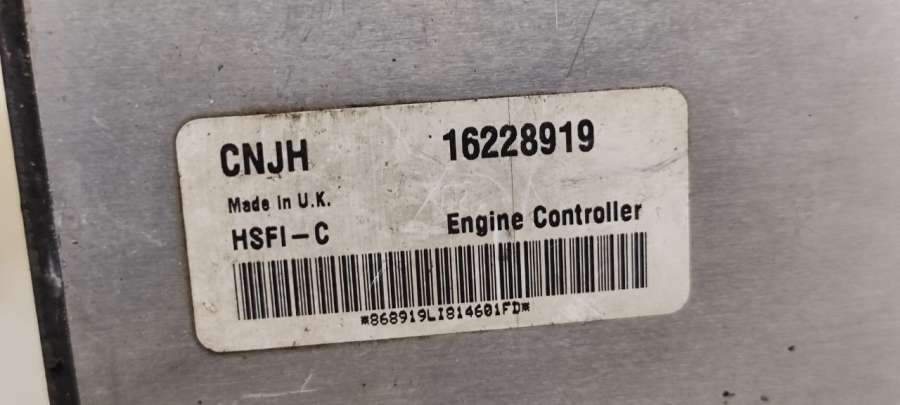 CNJH 16228919
Made in U.K.
HSFI-C Engine Controller
*868919LI814601FD*